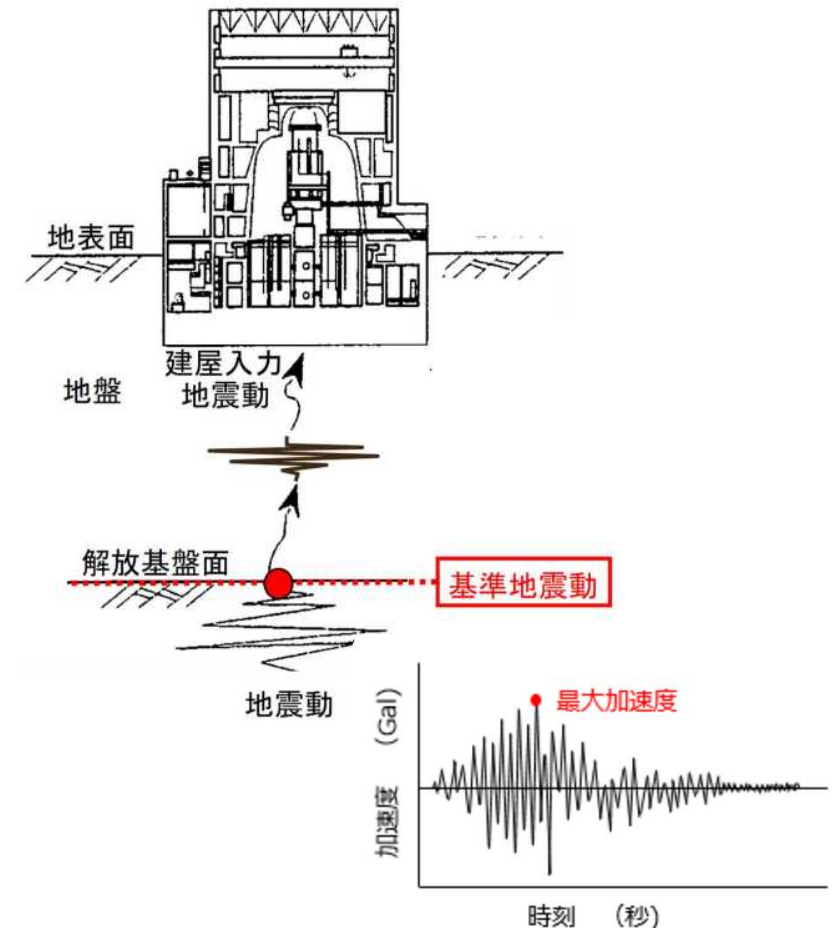 地表面
建屋入力
地震動
地盤
解放基盤面
基準地震動
地震動
最大加速度
加速度 (Gal)
時刻 (秒)